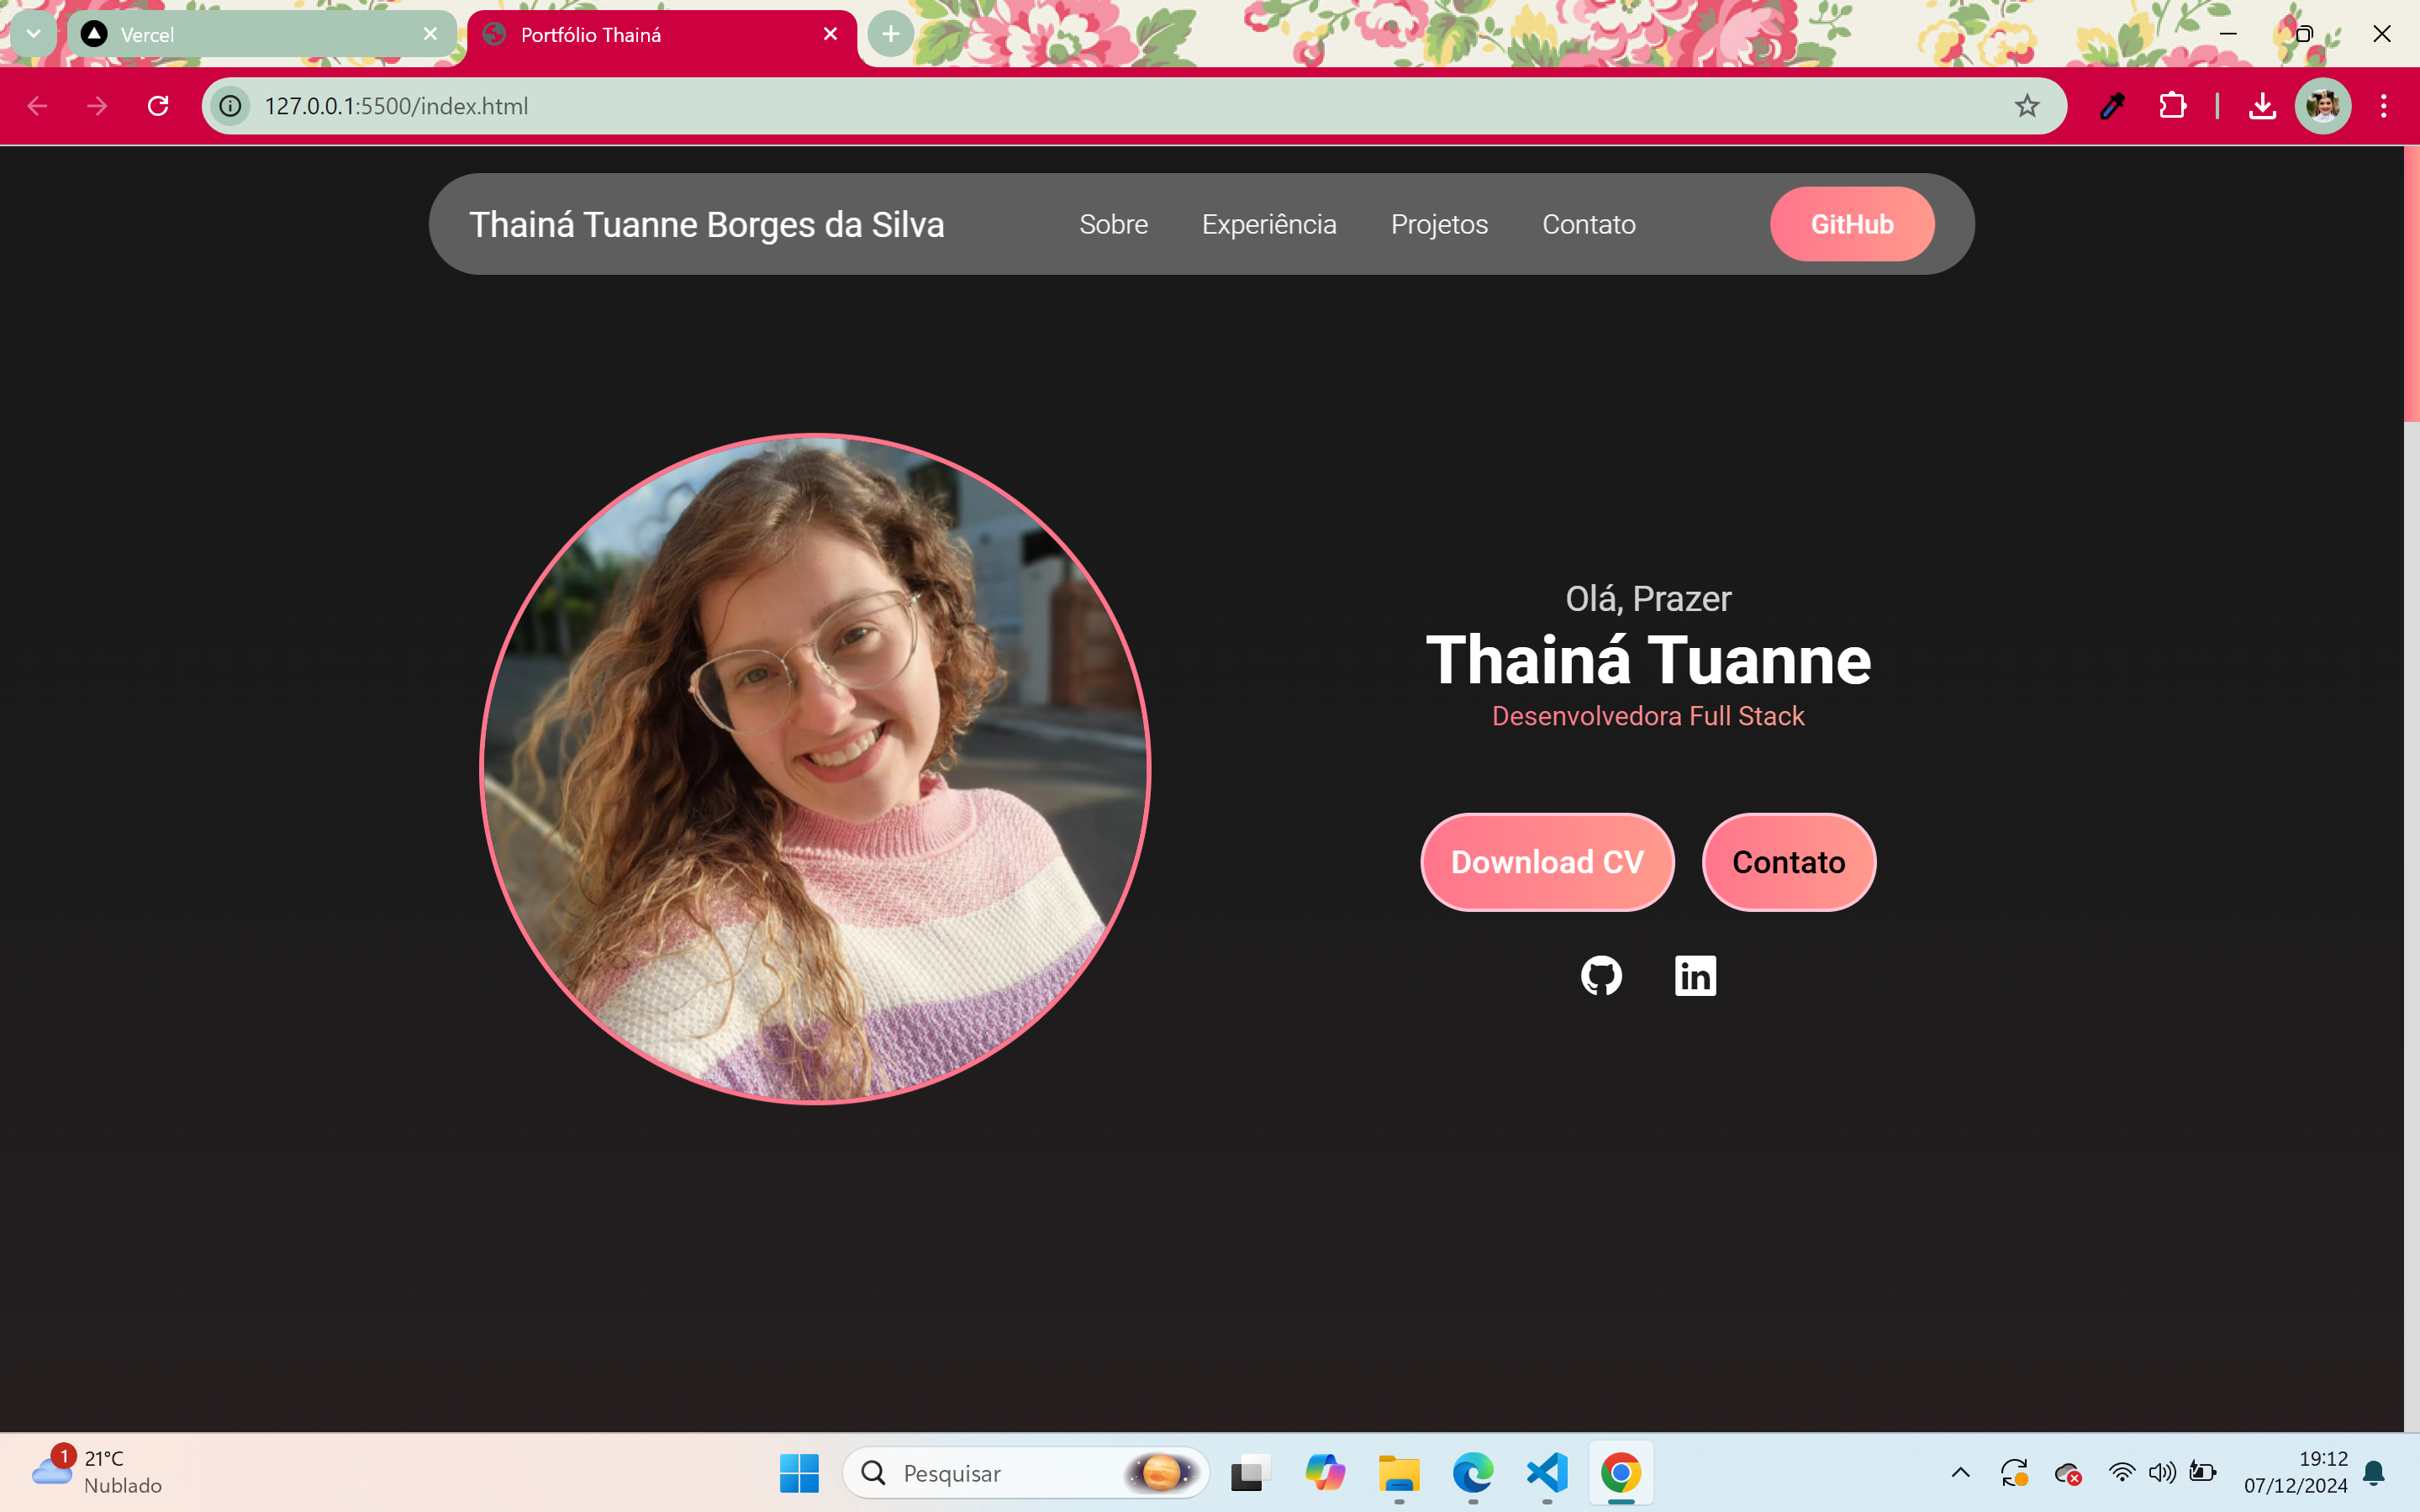 Vercel
Portfólio Thainá
127.0.0.1:5500/index.html
Thainá Tuanne Borges da Silva
Sobre
Experiência
Projetos
Contato
GitHub
Olá, Prazer
Thainá Tuanne
Desenvolvedora Full Stack
Download CV
Contato
in
1
21°C
Nublado
Pesquisar
19:12
07/12/2024